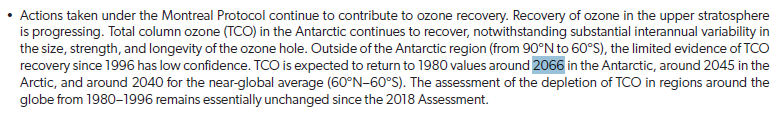 • Actions taken under the Montreal Protocol continue to contribute to ozone recovery. Recovery of ozone in the upper stratosphere
is progressing. Total column ozone (TCO) in the Antarctic continues to recover, notwithstanding substantial interannual variability in
the size, strength, and longevity of the ozone hole. Outside of the Antarctic region (from 90°N to 60°S), the limited evidence of TCO
recovery since 1996 has low confidence. TCO is expected to return to 1980 values around 2066 in the Antarctic, around 2045 in the
Arctic, and around 2040 for the near-global average (60°N–60°S). The assessment of the depletion of TCO in regions around the
globe from 1980–1996 remains essentially unchanged since the 2018 Assessment.